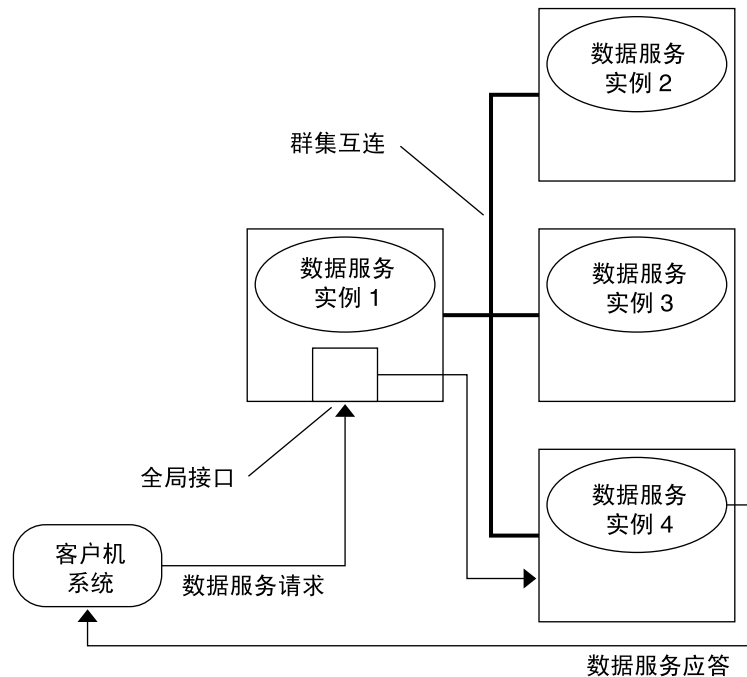 数据服务
实例 2
群集互连
数据服务
实例 1
数据服务
实例 3
全局接口
数据服务
实例 4
客户机
系统
数据服务请求
数据服务应答